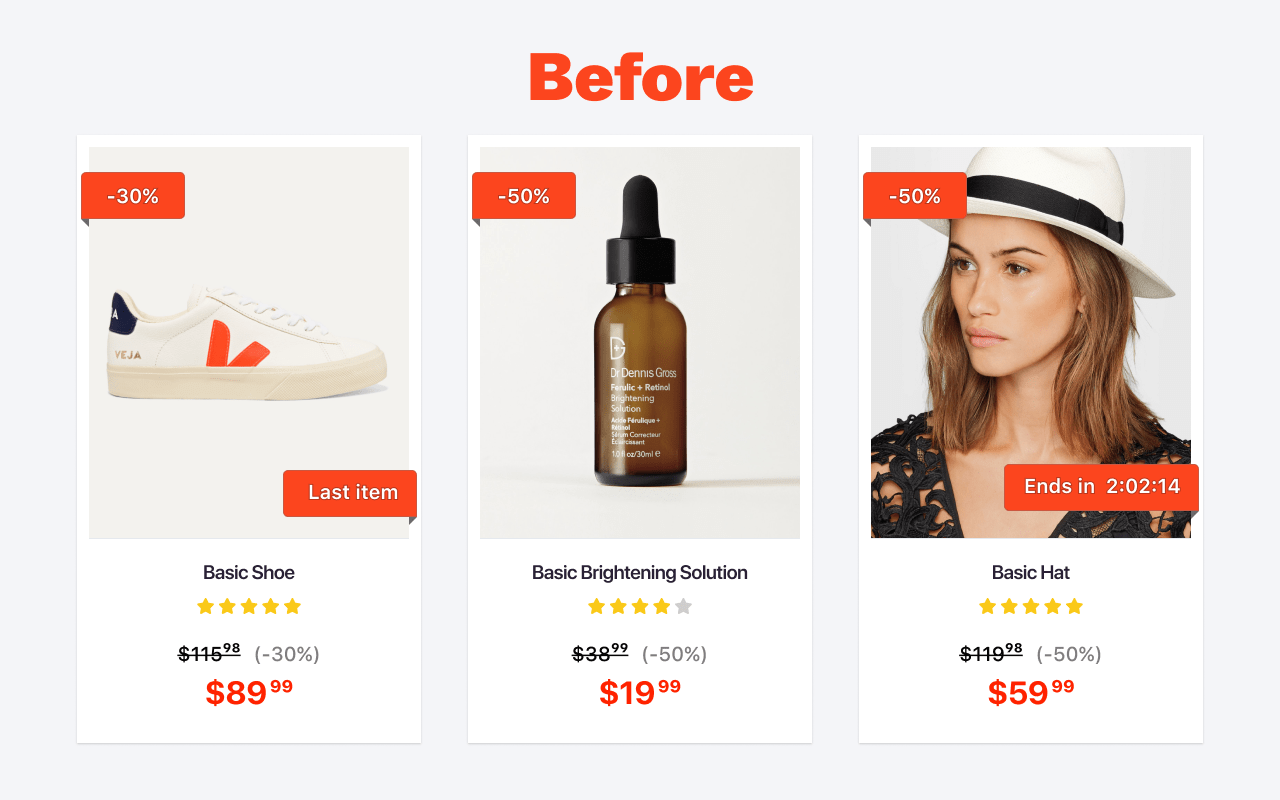 Before
-30%
-50%
-50%
A
VEJA
Dr Dennis Gross
Ferulic + Retinol
Brightening
Solution
Acide Férulique +
Rétinol
Sérum Correcteur
Éclaircissant
1.0 fl oz/30ml ℮
Last item
Ends in 2:02:14
Basic Shoe
Basic Brightening Solution
Basic Hat
$115 98 (-30%)
$38 99 (-50%)
$119 98 (-50%)
$89 99
$19 99
$59 99